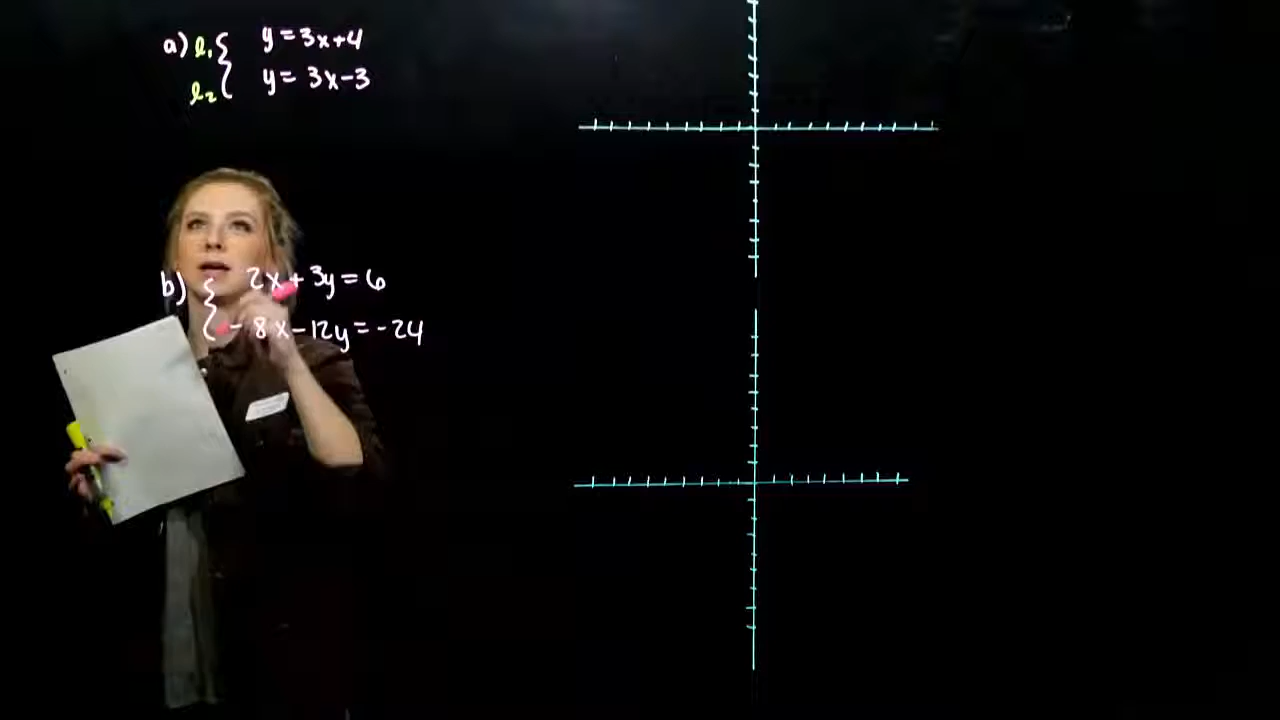 a) l₁ { y = 3x+4
l₂ y = 3x-3
b) { 2x + 3y = 6
-8x - 12y = -24